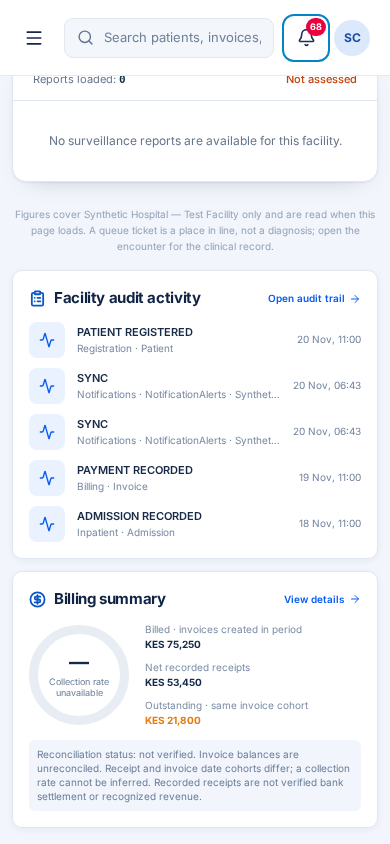 Search patients, invoices,
68
SC
Reports loaded: 0
Not assessed
No surveillance reports are available for this facility.
Figures cover Synthetic Hospital — Test Facility only and are read when this
page loads. A queue ticket is a place in line, not a diagnosis; open the
encounter for the clinical record.
Facility audit activity
Open audit trail →
PATIENT REGISTERED
Registration · Patient
20 Nov, 11:00
SYNC
Notifications · NotificationAlerts · Synthet...
20 Nov, 06:43
SYNC
Notifications · NotificationAlerts · Synthet...
20 Nov, 06:43
PAYMENT RECORDED
Billing · Invoice
19 Nov, 11:00
ADMISSION RECORDED
Inpatient · Admission
18 Nov, 11:00
Billing summary
View details →
—
Collection rate
unavailable
Billed · invoices created in period
KES 75,250
Net recorded receipts
KES 53,450
Outstanding · same invoice cohort
KES 21,800
Reconciliation status: not verified. Invoice balances are
unreconciled. Receipt and invoice date cohorts differ; a collection
rate cannot be inferred. Recorded receipts are not verified bank
settlement or recognized revenue.